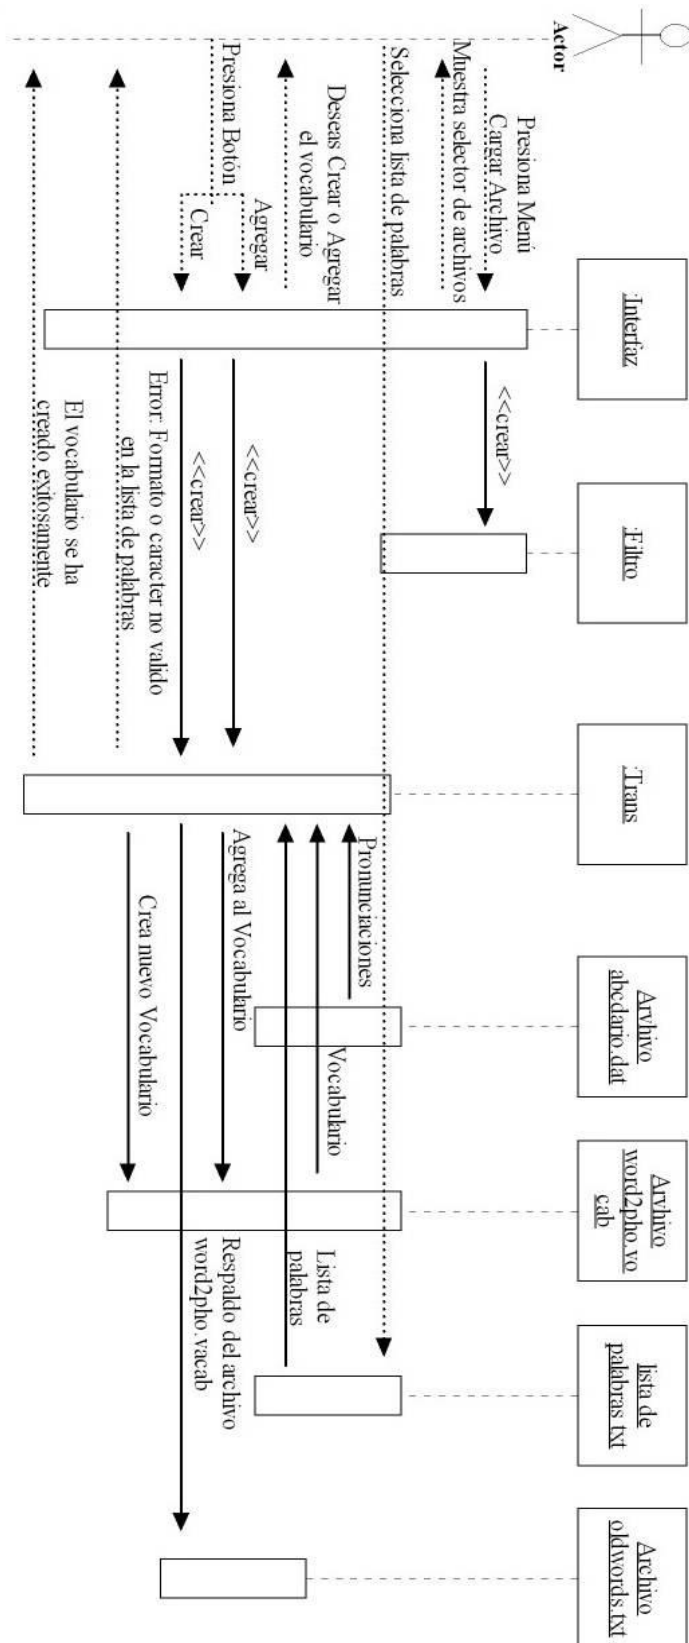 Actor
:Interfaz
:Filtro
:Trans
Arvhivo
abcdario.dat
Arvhivo
word2pho.vo
cab
lista de
palabras.txt
Archivo
oldwords.txt
Presiona Menú
Cargar Archivo
<<crear>>
Muestra selector de archivos
Selecciona lista de palabras
Pronunciaciones
Deseas Crear o Agregar
el vocabulario
Vocabulario
Lista de
palabras
Presiona Botón
Agregar
Crear
<<crear>>
<<crear>>
Agrega al Vocabulario
Respaldo del archivo
word2pho.vacab
Error: Formato o caracter no valido
en la lista de palabras
Crea nuevo Vocabulario
El vocabulario se ha
creado exitosamente